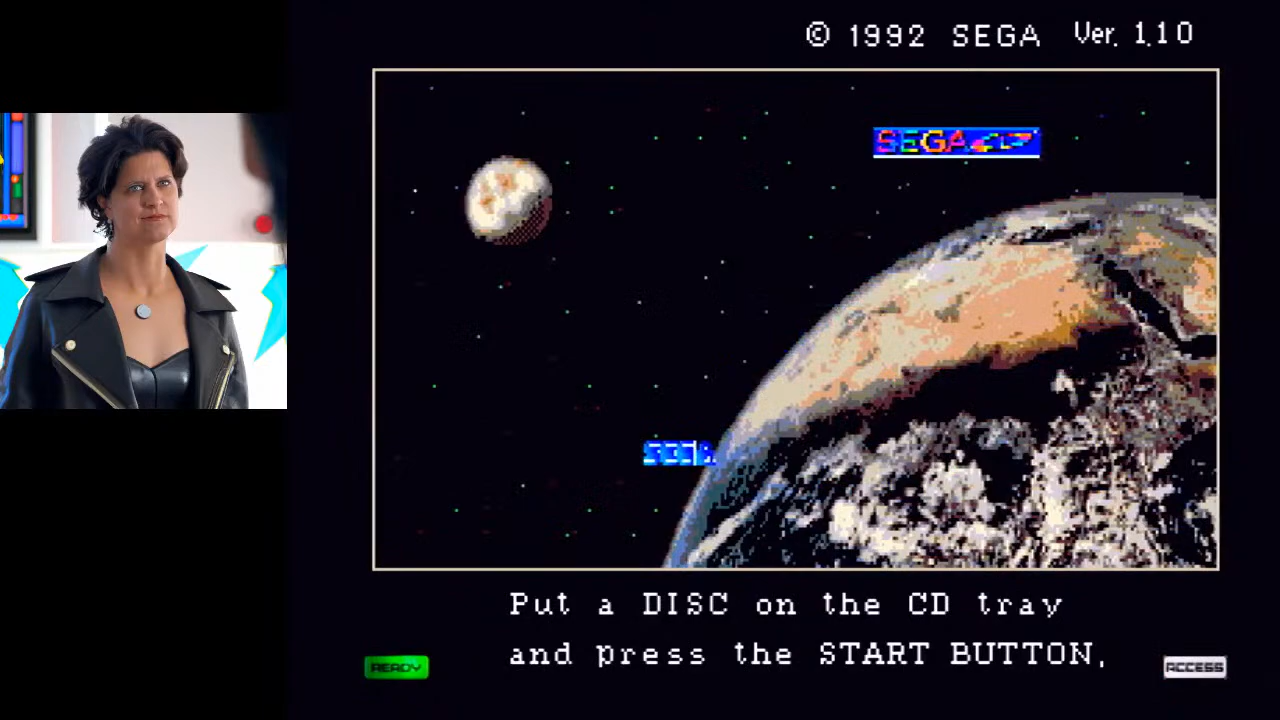 © 1992 SEGA Ver. 1.10
SEGA
SEGA
Put a DISC on the CD tray
and press the START BUTTON.
READY
ACCESS